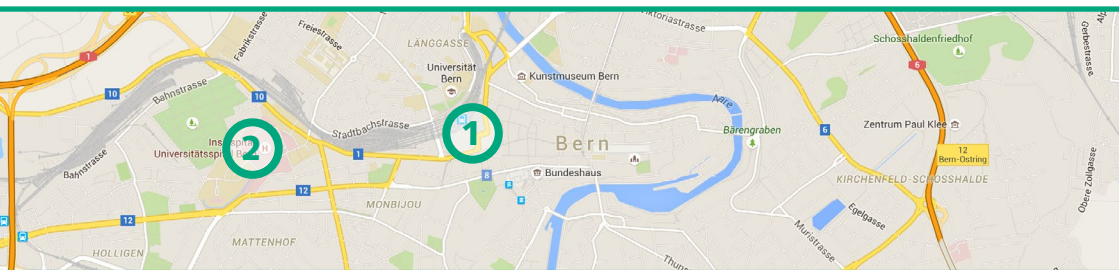 Fabrikstrasse
Freiestrasse
LÄNGGASSE
Viktoriastrasse
Schosshaldenfriedhof
Gerbestrasse
1
Universität
Bern
Kunstmuseum Bern
6
10
Bahnstrasse
10
Aare
Stadtbachstrasse
1
Bern
Bärengraben
6
Zentrum Paul Klee
2
Bahnstrasse
1
12
Bern-Ostring
8
Bundeshaus
KIRCHENFELD-SCHOSSHALDE
Obere Zollgasse
12
MONBIJOU
12
Egelgasse
Muristrasse
MATTENHOF
HOLLIGEN